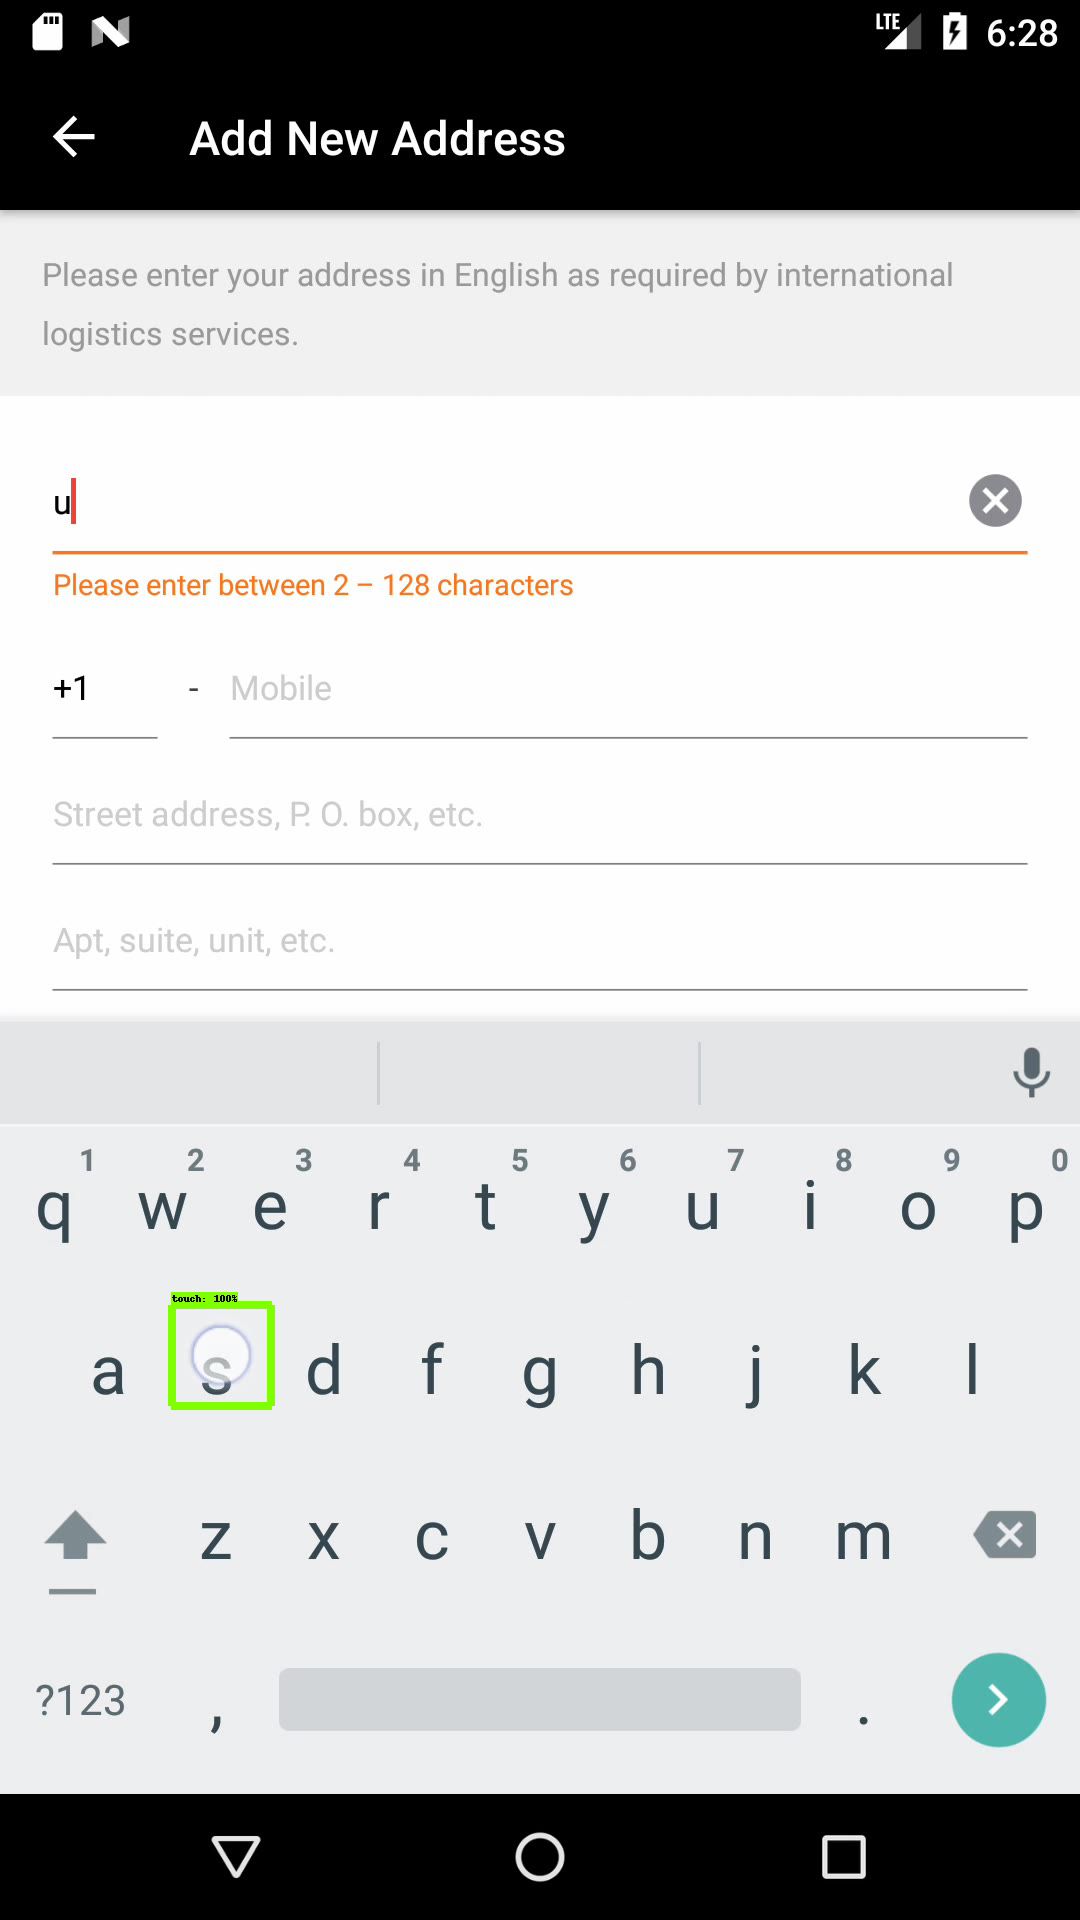 LTE 6:28
Add New Address
Please enter your address in English as required by international
logistics services.
u
Please enter between 2 – 128 characters
+1 - Mobile
Street address, P. O. box, etc.
Apt, suite, unit, etc.
1 2 3 4 5 6 7 8 9 0
q w e r t y u i o p
touch: 100%
a s d f g h j k l
z x c v b n m
?123 , .